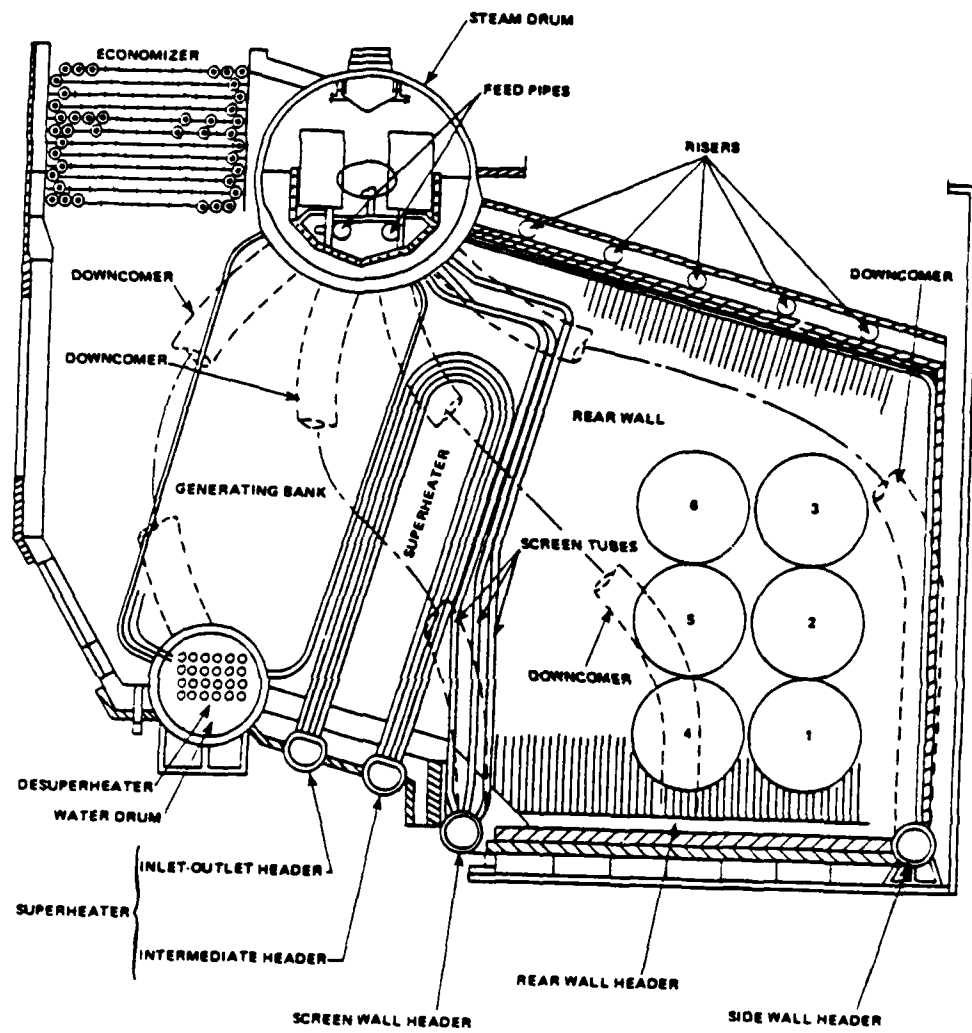 STEAM DRUM
ECONOMIZER
FEED PIPES
RISERS
DOWNCOMER
DOWNCOMER
DOWNCOMER
REAR WALL
GENERATING BANK
SUPERHEATER
6
3
SCREEN TUBES
5
2
DOWNCOMER
4
1
DESUPERHEATER
WATER DRUM
INLET-OUTLET HEADER
SUPERHEATER
INTERMEDIATE HEADER
REAR WALL HEADER
SCREEN WALL HEADER
SIDE WALL HEADER